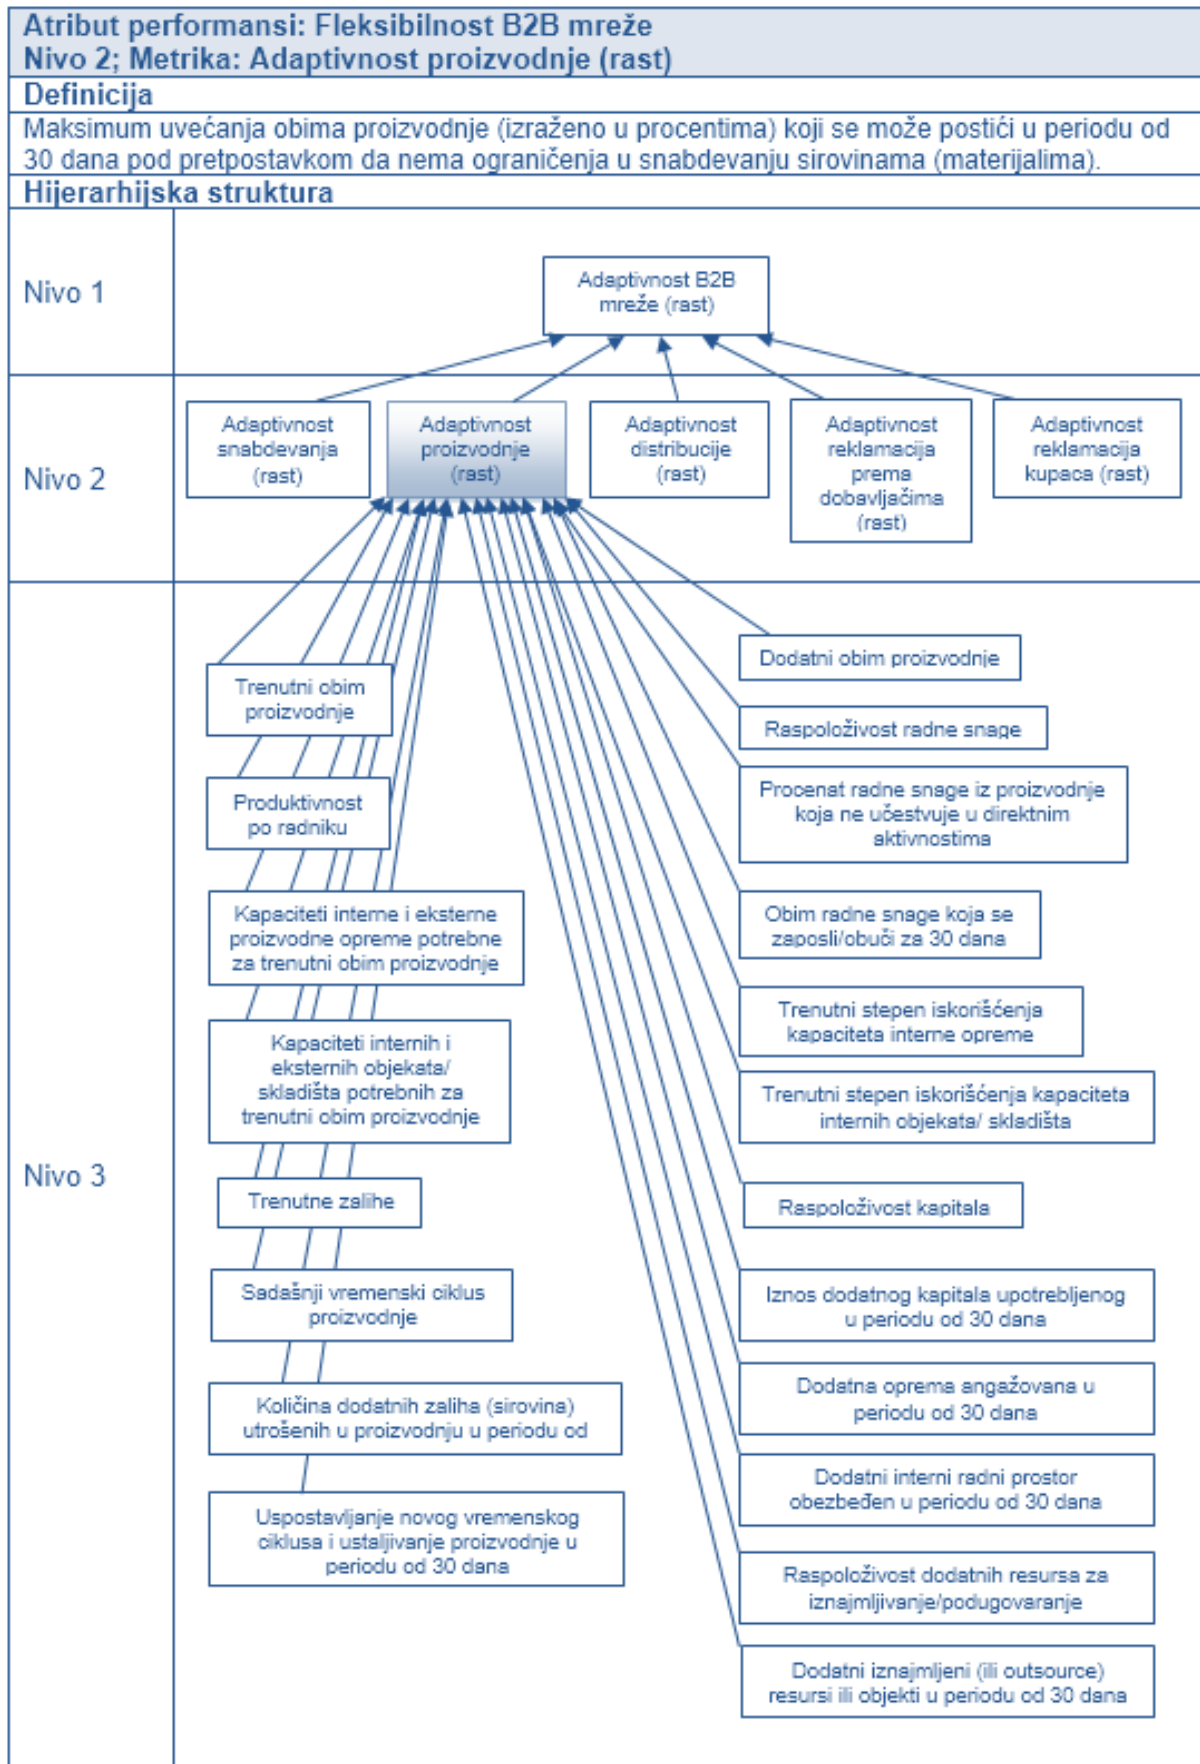 Atribut performansi: Fleksibilnost B2B mreže
Nivo 2; Metrika: Adaptivnost proizvodnje (rast)
Definicija
Maksimum uvećanja obima proizvodnje (izraženo u procentima) koji se može postići u periodu od
30 dana pod pretpostavkom da nema ograničenja u snabdevanju sirovinama (materijalima).
Hijerarhijska struktura
Nivo 1
Adaptivnost B2B
mreže (rast)
Nivo 2
Adaptivnost
snabdevanja
(rast)
Adaptivnost
proizvodnje
(rast)
Adaptivnost
distribucije
(rast)
Adaptivnost
reklamacija
prema
dobavljačima
(rast)
Adaptivnost
reklamacija
kupaca (rast)
Nivo 3
Trenutni obim
proizvodnje
Produktivnost
po radniku
Kapaciteti interne i eksterne
proizvodne opreme potrebne
za trenutni obim proizvodnje
Kapaciteti internih i
eksternih objekata/
skladišta potrebnih za
trenutni obim proizvodnje
Trenutne zalihe
Sadašnji vremenski ciklus
proizvodnje
Količina dodatnih zaliha (sirovina)
utrošenih u proizvodnju u periodu od
Uspostavljanje novog vremenskog
ciklusa i ustaljivanje proizvodnje u
periodu od 30 dana
Dodatni obim proizvodnje
Raspoloživost radne snage
Procenat radne snage iz proizvodnje
koja ne učestvuje u direktnim
aktivnostima
Obim radne snage koja se
zaposli/obuči za 30 dana
Trenutni stepen iskorišćenja
kapaciteta interne opreme
Trenutni stepen iskorišćenja kapaciteta
internih objekata/ skladišta
Raspoloživost kapitala
Iznos dodatnog kapitala upotrebljenog
u periodu od 30 dana
Dodatna oprema angažovana u
periodu od 30 dana
Dodatni interni radni prostor
obezbeđen u periodu od 30 dana
Raspoloživost dodatnih resursa za
iznajmljivanje/podugovaranje
Dodatni iznajmljeni (ili outsource)
resursi ili objekti u periodu od 30 dana